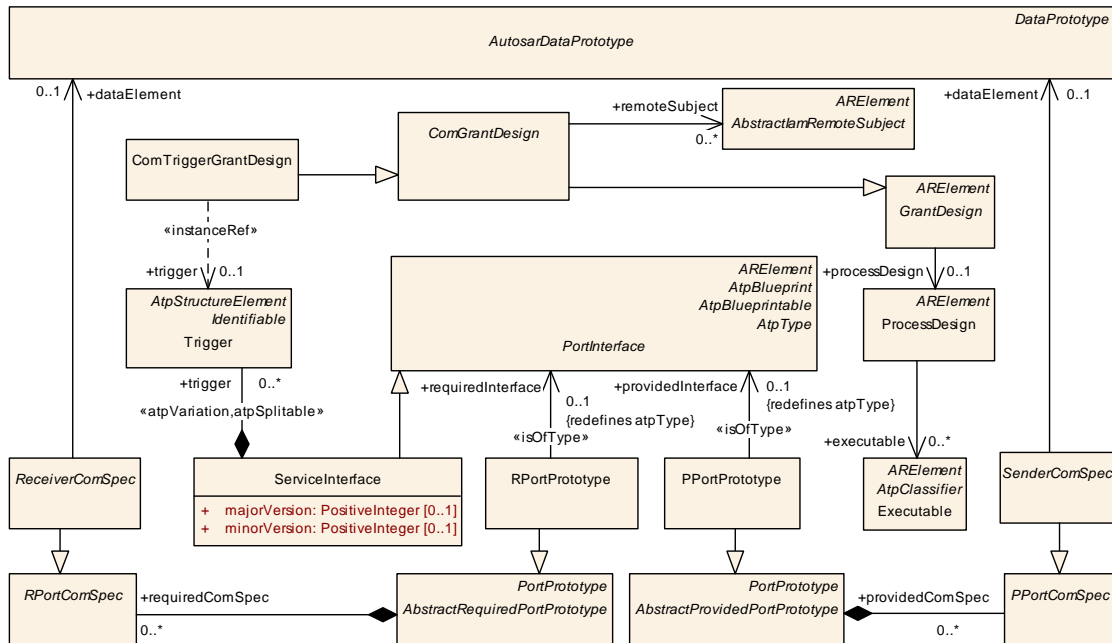 DataPrototype
AutosarDataPrototype
0..1
+dataElement
+dataElement
0..1
+remoteSubject
0..*
ARElement
AbstractIamRemoteSubject
ComGrantDesign
ComTriggerGrantDesign
ARElement
GrantDesign
«instanceRef»
+trigger
0..1
+processDesign
0..1
ARElement
AtpBlueprint
AtpBlueprintable
AtpType
PortInterface
AtpStructureElement
Identifiable
Trigger
ARElement
ProcessDesign
+trigger
0..*
«atpVariation,atpSplitable»
+requiredInterface
0..1
{redefines atpType}
«isOfType»
+providedInterface
0..1
{redefines atpType}
«isOfType»
+executable
0..*
ReceiverComSpec
ServiceInterface
+ majorVersion: PositiveInteger [0..1]
+ minorVersion: PositiveInteger [0..1]
RPortPrototype
PPortPrototype
ARElement
AtpClassifier
Executable
SenderComSpec
RPortComSpec
+requiredComSpec
0..*
PortPrototype
AbstractRequiredPortPrototype
PortPrototype
AbstractProvidedPortPrototype
+providedComSpec
0..*
PPortComSpec